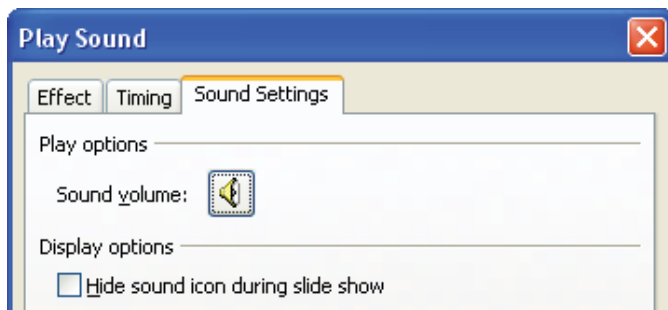 Play Sound
Effect Timing Sound Settings
Play options
Sound volume:
Display options
Hide sound icon during slide show